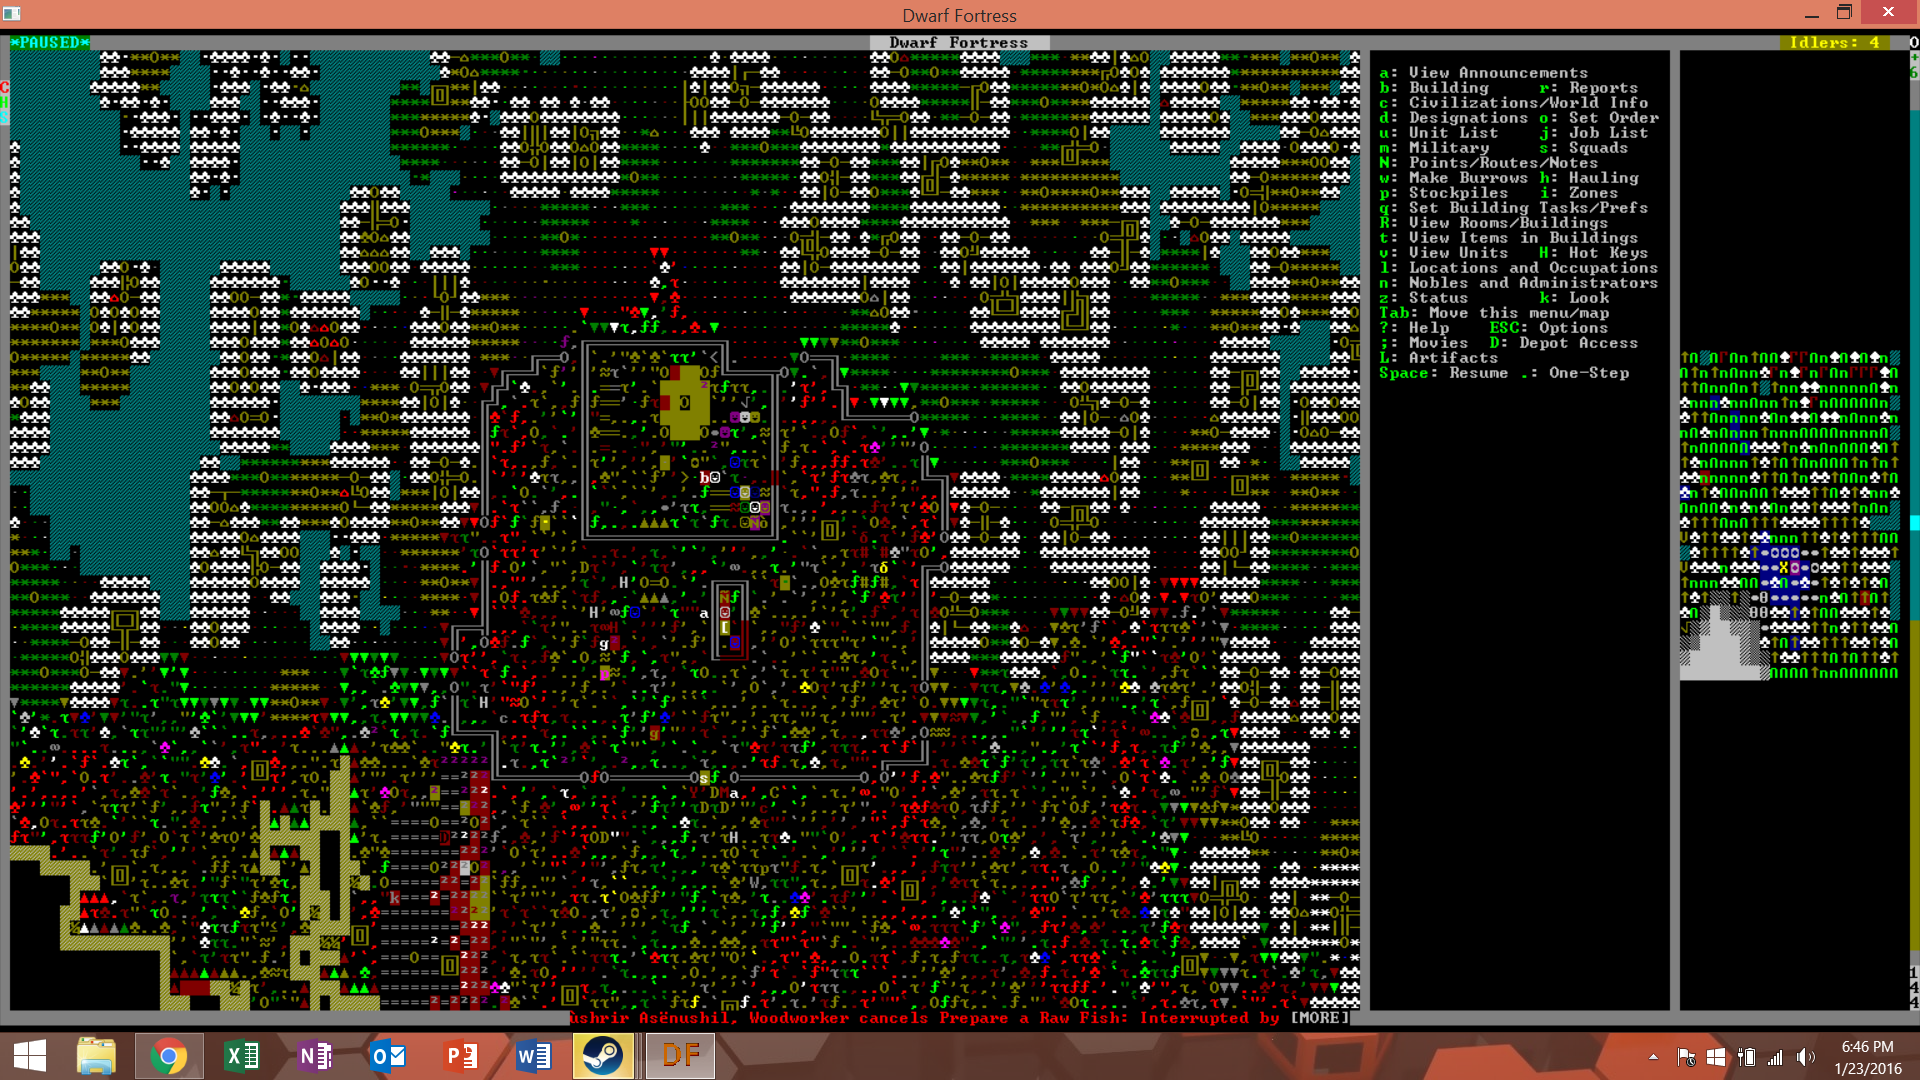 Dwarf Fortress
*PAUSED*
Dwarf Fortress
Idlers: 4
a: View Announcements
b: Building r: Reports
c: Civilizations/World Info
d: Designations o: Set Order
u: Unit List j: Job List
m: Military s: Squads
N: Points/Routes/Notes
w: Make Burrows h: Hauling
p: Stockpiles i: Zones
q: Set Building Tasks/Prefs
R: View Rooms/Buildings
t: View Items in Buildings
v: View Units H: Hot Keys
l: Locations and Occupations
n: Nobles and Administrators
z: Status k: Look
Tab: Move this menu/map
?: Help ESC: Options
;: Movies D: Depot Access
L: Artifacts
Space: Resume .: One-Step
ushrir Asënushil, Woodworker cancels Prepare a Raw Fish: Interrupted by [MORE]
DF
6:46 PM
1/23/2016